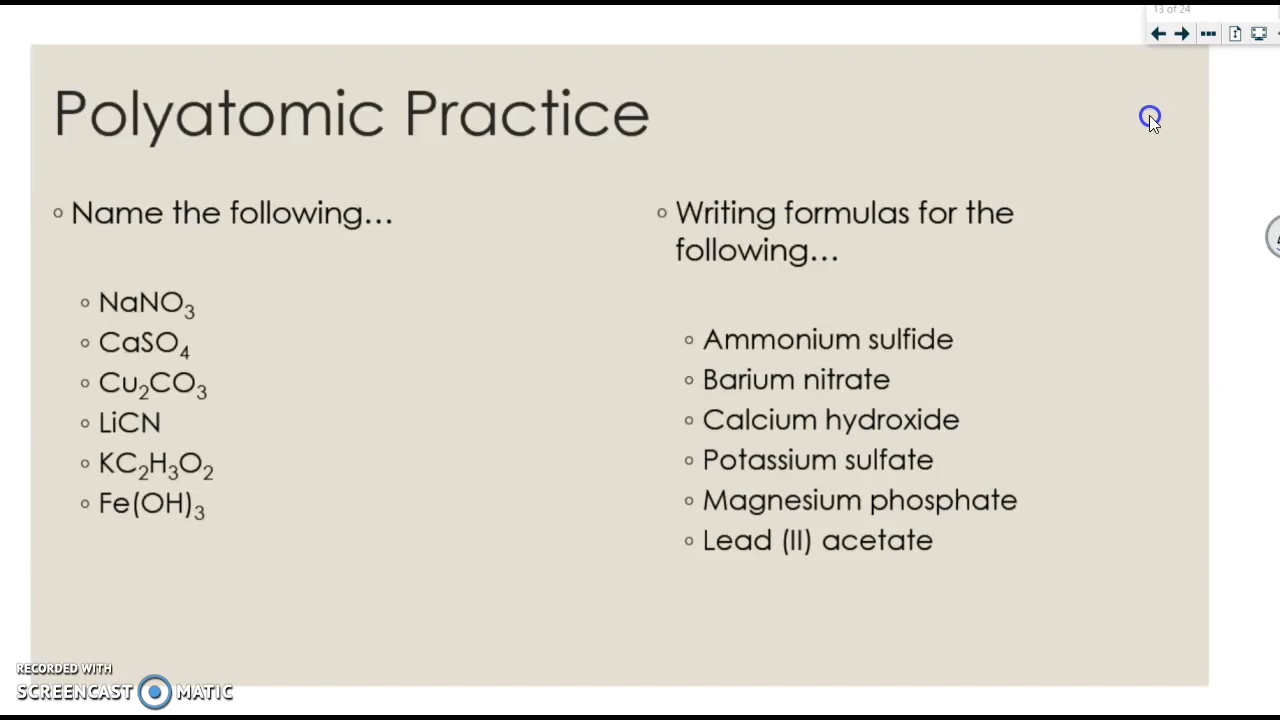 13 of 24
Polyatomic Practice
Name the following…
NaNO₃
CaSO₄
Cu₂CO₃
LiCN
KC₂H₃O₂
Fe(OH)₃
Writing formulas for the
following…
Ammonium sulfide
Barium nitrate
Calcium hydroxide
Potassium sulfate
Magnesium phosphate
Lead (II) acetate
RECORDED WITH
SCREENCAST MATIC